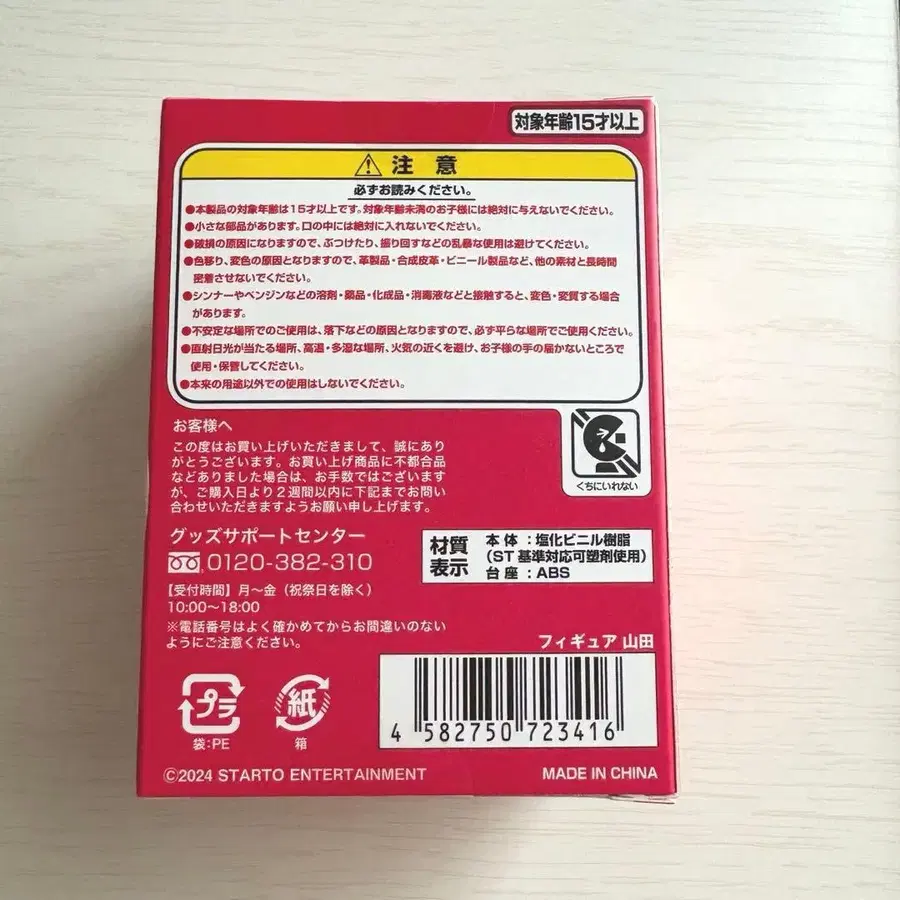 対象年齢15才以上
注 意
必ずお読みください。
●本製品の対象年齢は15才以上です。対象年齢未満のお子様には絶対に与えないでください。
●小さな部品があります。口の中には絶対に入れないでください。
●破損の原因になりますので、ぶつけたり、振り回すなどの乱暴な使用は避けてください。
●色移り、変色の原因となりますので、革製品・合成皮革・ビニール製品など、他の素材と長時間
密着させないでください。
●シンナーやベンジンなどの溶剤・薬品・化成品・消毒液などと接触すると、変色・変質する場合
があります。
●不安定な場所でのご使用は、落下などの原因となりますので、必ず平らな場所でご使用ください。
●直射日光が当たる場所、高温・多湿な場所、火気の近くを避け、お子様の手の届かないところで
使用・保管してください。
●本来の用途以外での使用はしないでください。
くちにいれない
お客様へ
この度はお買い上げいただきまして、誠にあり
がとうございます。お買い上げ商品に不都合品
などありました場合は、お手数ではございます
が、ご購入日より2週間以内に下記までお問い
合わせいただきますようお願い申し上げます。
グッズサポートセンター
0120-382-310
【受付時間】月~金（祝祭日を除く）
10:00~18:00
※電話番号はよく確かめてからお間違いのない
ようにご注意ください。
材質
表示
本体：塩化ビニル樹脂
（ST基準対応可塑剤使用）
台座：ABS
フィギュア 山田
4 582750 723416
プラ
袋:PE
紙
箱
©2024 STARTO ENTERTAINMENT
MADE IN CHINA